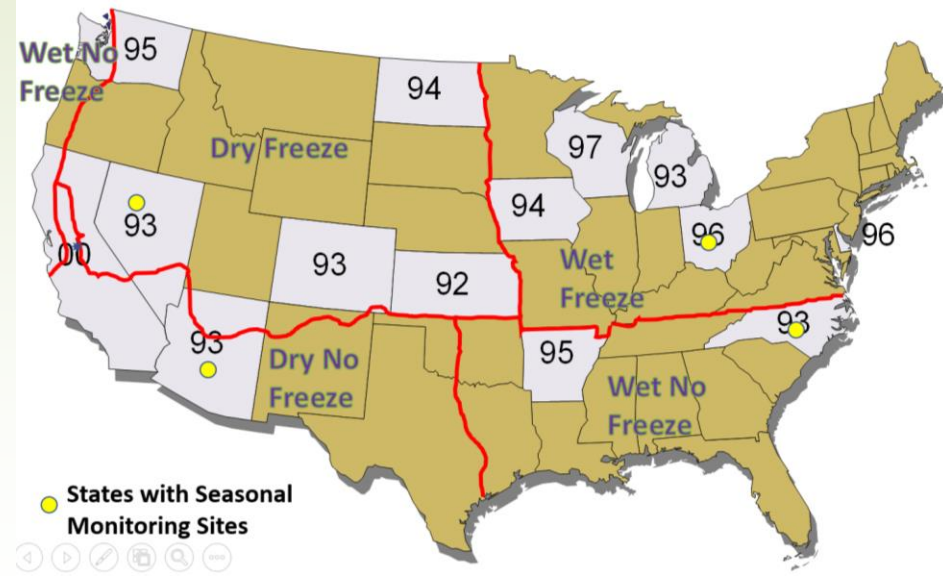 Wet No
Freeze
95
94
Dry Freeze
97
93
93
94
96
96
00
93
92
Wet
Freeze
93
93
Dry No
Freeze
95
Wet No
Freeze
States with Seasonal
Monitoring Sites